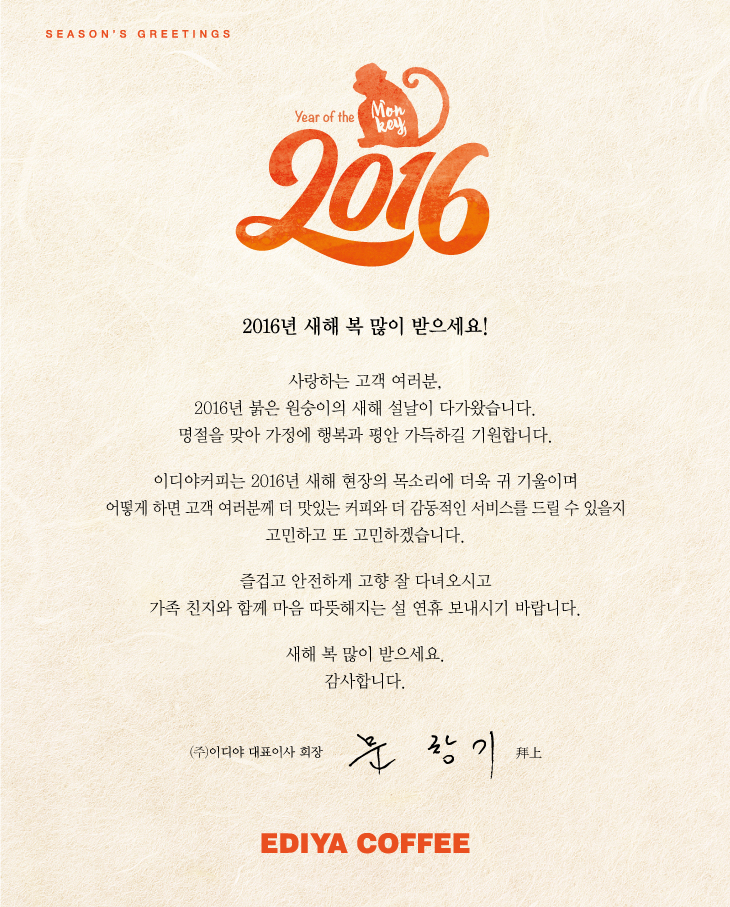 SEASON'S GREETINGS
Year of the Monkey
2016
2016년 새해 복 많이 받으세요!
사랑하는 고객 여러분,
2016년 붉은 원숭이의 새해 설날이 다가왔습니다.
명절을 맞아 가정에 행복과 평안 가득하길 기원합니다.
이디야커피는 2016년 새해 현장의 목소리에 더욱 귀 기울이며
어떻게 하면 고객 여러분께 더 맛있는 커피와 더 감동적인 서비스를 드릴 수 있을지
고민하고 또 고민하겠습니다.
즐겁고 안전하게 고향 잘 다녀오시고
가족 친지와 함께 마음 따뜻해지는 설 연휴 보내시기 바랍니다.
새해 복 많이 받으세요.
감사합니다.
(주)이디야 대표이사 회장 문창기 拜上
EDIYA COFFEE